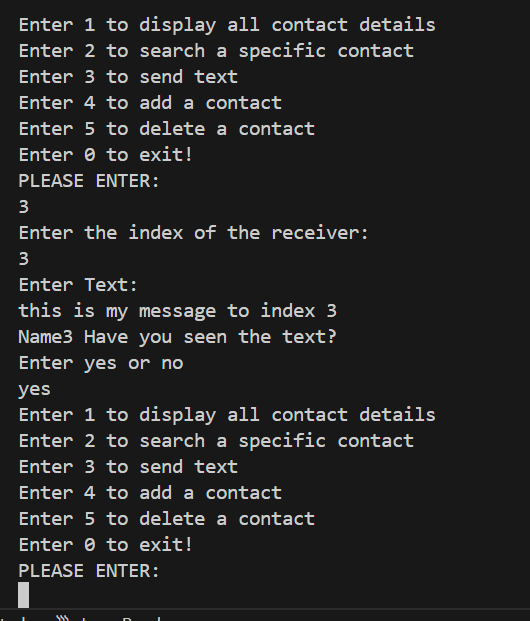 Enter 1 to display all contact details
Enter 2 to search a specific contact
Enter 3 to send text
Enter 4 to add a contact
Enter 5 to delete a contact
Enter 0 to exit!
PLEASE ENTER:
3
Enter the index of the receiver:
3
Enter Text:
this is my message to index 3
Name3 Have you seen the text?
Enter yes or no
yes
Enter 1 to display all contact details
Enter 2 to search a specific contact
Enter 3 to send text
Enter 4 to add a contact
Enter 5 to delete a contact
Enter 0 to exit!
PLEASE ENTER: